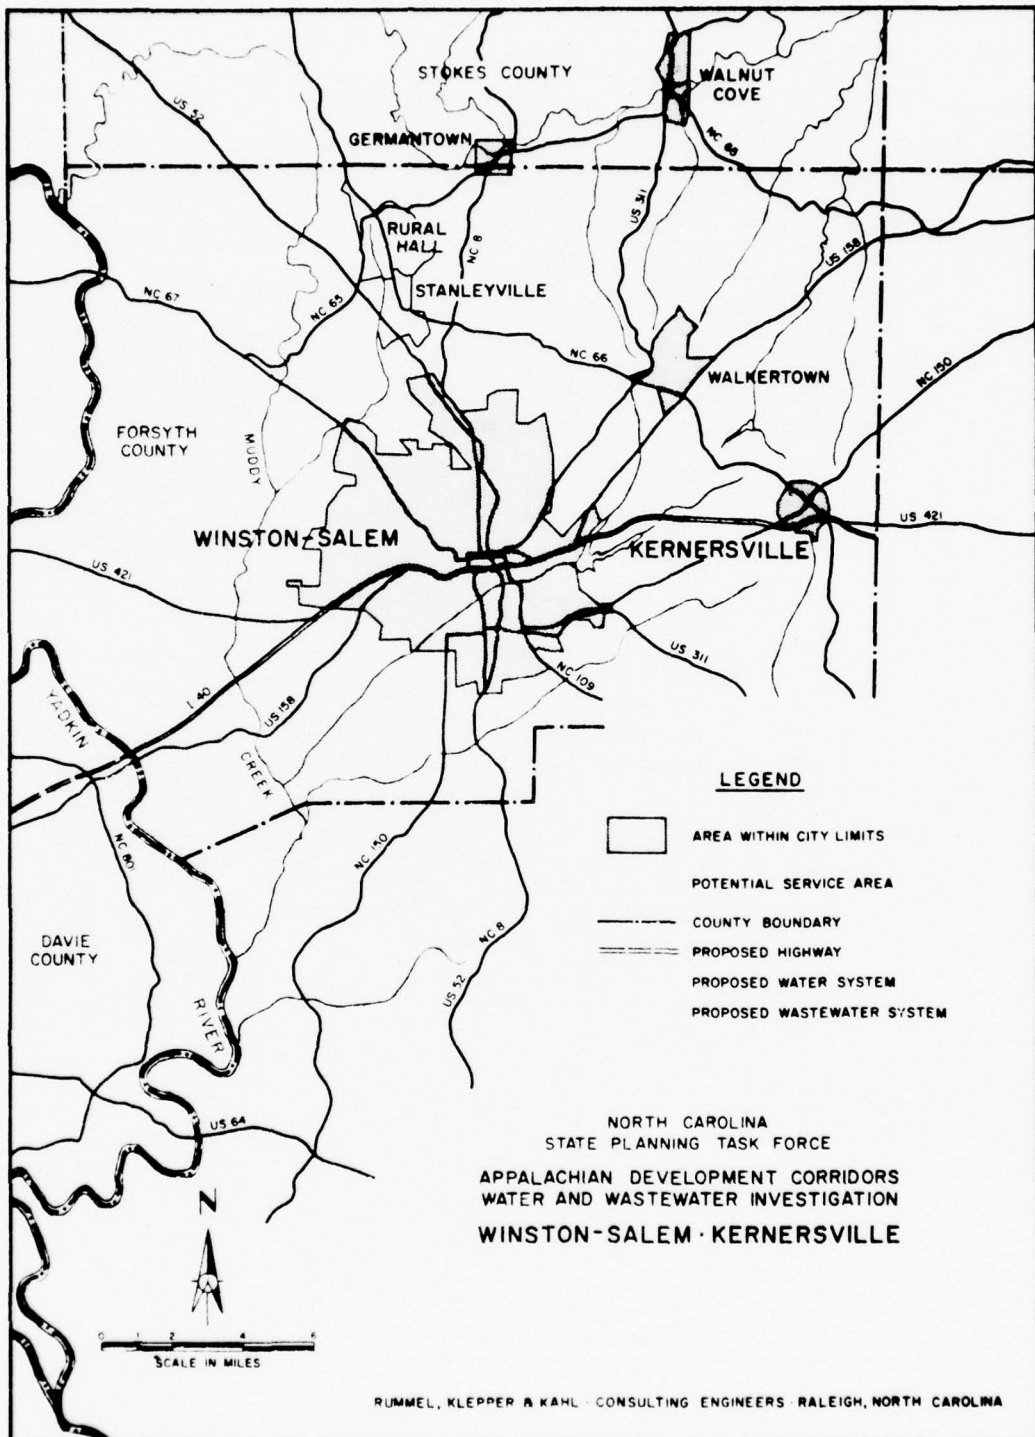 STOKES COUNTY
WALNUT
COVE
US 52
GERMANTOWN
NC 65
US 311
RURAL
HALL
NC 8
US 158
STANLEYVILLE
NC 67
NC 65
NC 66
WALKERTOWN
NC 150
FORSYTH
COUNTY
MUDDY
WINSTON-SALEM
KERNERSVILLE
US 421
US 421
US 311
NC 109
YADKIN
I 40
US 158
CREEK
LEGEND
AREA WITHIN CITY LIMITS
POTENTIAL SERVICE AREA
COUNTY BOUNDARY
PROPOSED HIGHWAY
PROPOSED WATER SYSTEM
PROPOSED WASTEWATER SYSTEM
NC 801
NC 150
NC 8
US 52
DAVIE
COUNTY
RIVER
US 64
NORTH CAROLINA
STATE PLANNING TASK FORCE
APPALACHIAN DEVELOPMENT CORRIDORS
WATER AND WASTEWATER INVESTIGATION
WINSTON-SALEM · KERNERSVILLE
N
0 1 2 4 6
SCALE IN MILES
RUMMEL, KLEPPER & KAHL · CONSULTING ENGINEERS · RALEIGH, NORTH CAROLINA